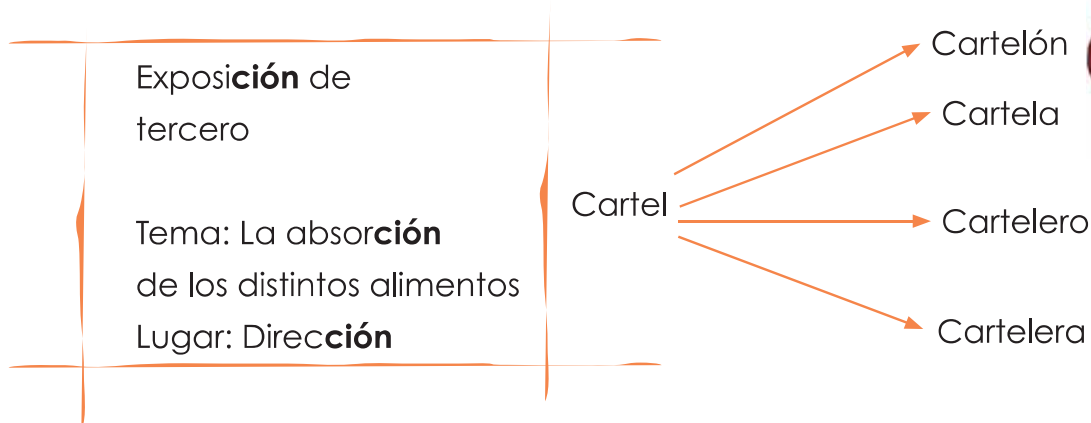 Exposición de
tercero
Tema: La absorción
de los distintos alimentos
Lugar: Dirección
Cartel
Cartelón
Cartela
Cartelero
Cartelera